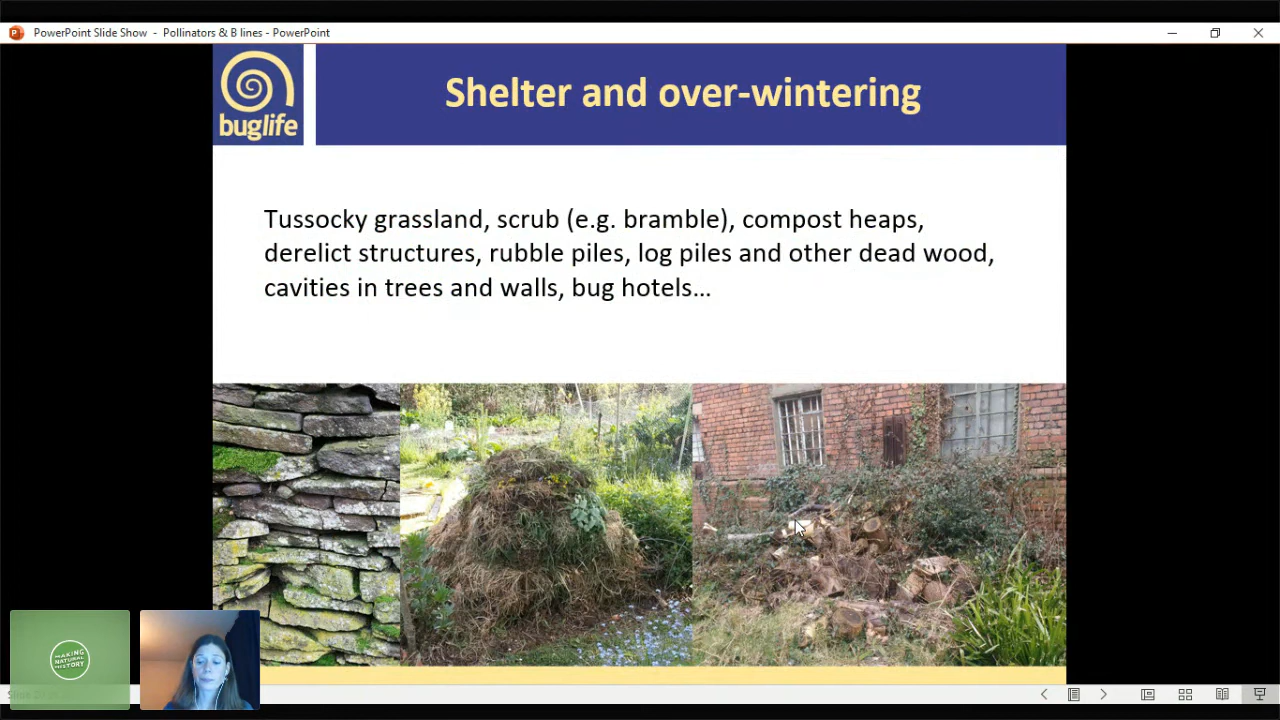 PowerPoint Slide Show - Pollinators & B lines - PowerPoint
buglife
Shelter and over-wintering
Tussocky grassland, scrub (e.g. bramble), compost heaps,
derelict structures, rubble piles, log piles and other dead wood,
cavities in trees and walls, bug hotels...
MAKING
NATURAL
HISTORY